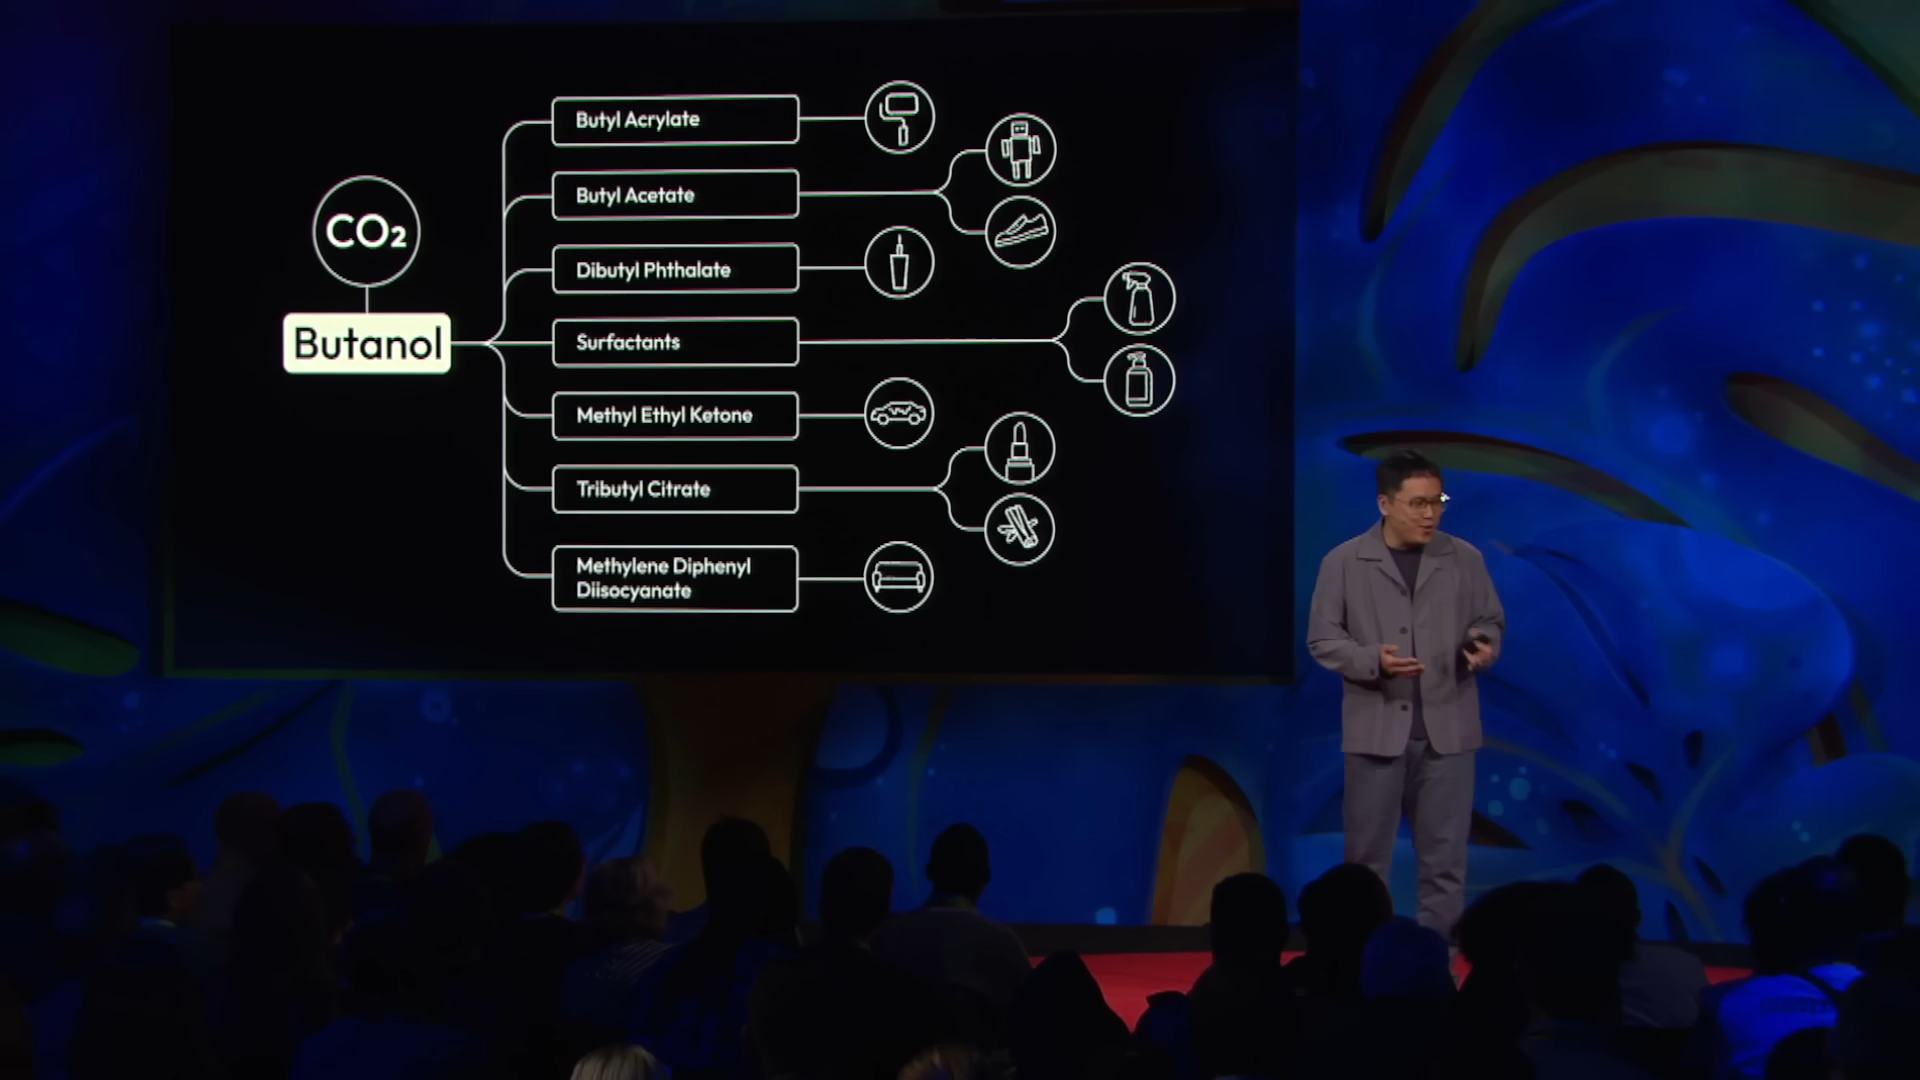 CO₂
Butanol
Butyl Acrylate
Butyl Acetate
Dibutyl Phthalate
Surfactants
Methyl Ethyl Ketone
Tributyl Citrate
Methylene Diphenyl
Diisocyanate